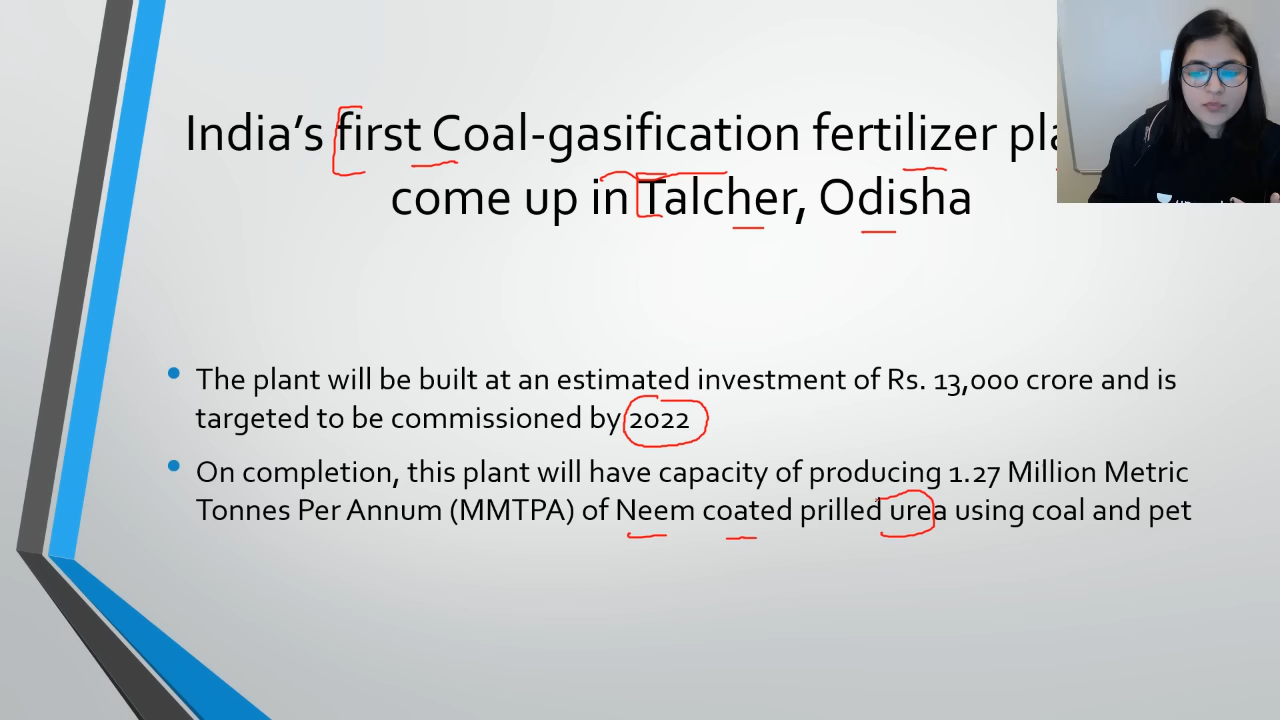 India's first Coal-gasification fertilizer pla
come up in Talcher, Odisha
• The plant will be built at an estimated investment of Rs. 13,000 crore and is
targeted to be commissioned by 2022
• On completion, this plant will have capacity of producing 1.27 Million Metric
Tonnes Per Annum (MMTPA) of Neem coated prilled urea using coal and pet